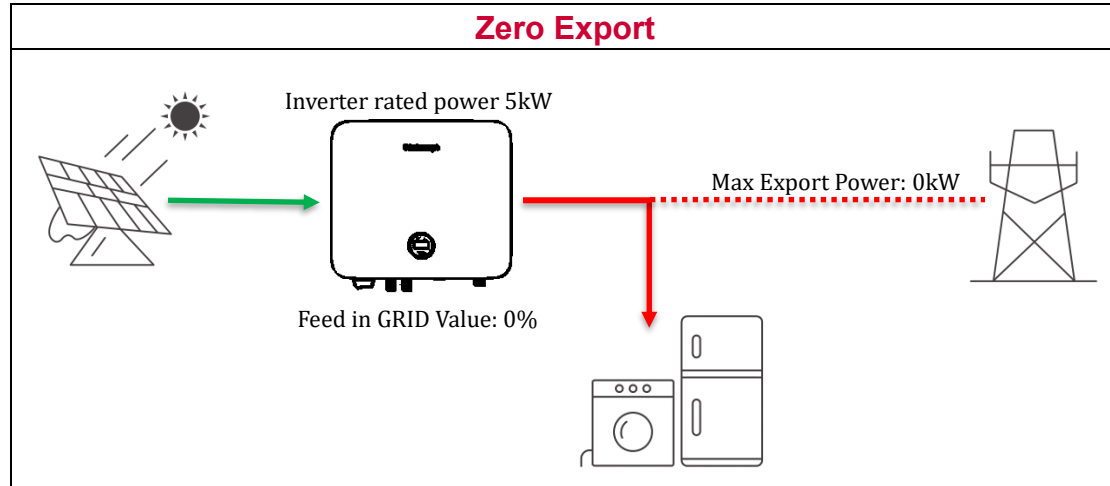 Zero Export
Inverter rated power 5kW
Max Export Power: 0kW
Feed in GRID Value: 0%